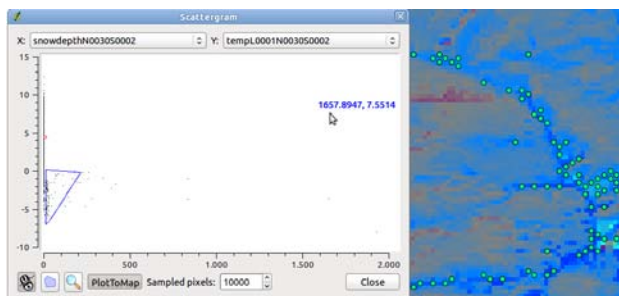 Scattergram
X: snowdepthN0030S0002 Y: tempL0001N0030S0002
15
10
5
0
-5
-10
1657.8947, 7.5514
0 500 1.000 1.500 2.000
PlotToMap Sampled pixels: 10000 Close